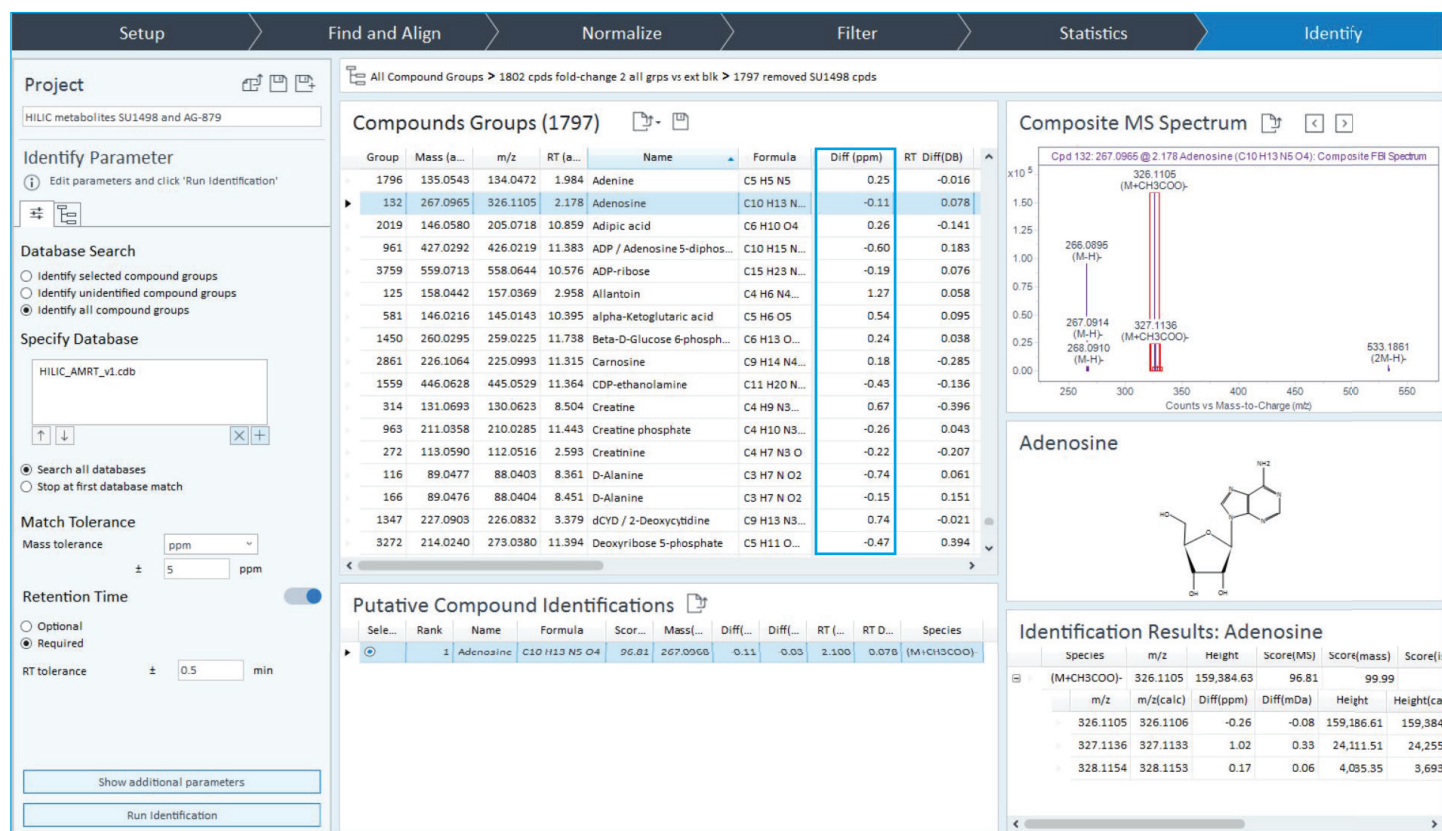 Setup
Find and Align
Normalize
Filter
Statistics
Identify
Project
HILIC metabolites SU1498 and AG-879
Identify Parameter
Edit parameters and click 'Run Identification'
Database Search
Identify selected compound groups
Identify unidentified compound groups
Identify all compound groups
Specify Database
HILIC_AMRT_v1.cdb
Search all databases
Stop at first database match
Match Tolerance
Mass tolerance ppm
± 5 ppm
Retention Time
Optional
Required
RT tolerance ± 0.5 min
Show additional parameters
Run Identification
All Compound Groups > 1802 cpds fold-change 2 all grps vs ext blk > 1797 removed SU1498 cpds
Compounds Groups (1797)
Group Mass (a... m/z RT (a... Name Formula Diff (ppm) RT Diff(DB)
1796 135.0543 134.0472 1.984 Adenine C5 H5 N5 0.25 -0.016
132 267.0965 326.1105 2.178 Adenosine C10 H13 N... -0.11 0.078
2019 146.0580 205.0718 10.859 Adipic acid C6 H10 O4 0.26 -0.141
961 427.0292 426.0219 11.383 ADP / Adenosine 5-diphos... C10 H15 N... -0.60 0.183
3759 559.0713 558.0644 10.576 ADP-ribose C15 H23 N... -0.19 0.076
125 158.0442 157.0369 2.958 Allantoin C4 H6 N4... 1.27 0.058
581 146.0216 145.0143 10.395 alpha-Ketoglutaric acid C5 H6 O5 0.54 0.095
1450 260.0295 259.0225 11.738 Beta-D-Glucose 6-phosph... C6 H13 O... 0.24 0.038
2861 226.1064 225.0993 11.315 Carnosine C9 H14 N4... 0.18 -0.285
1559 446.0628 445.0529 11.364 CDP-ethanolamine C11 H20 N... -0.43 -0.136
314 131.0693 130.0623 8.504 Creatine C4 H9 N3... 0.67 -0.396
963 211.0358 210.0285 11.443 Creatine phosphate C4 H10 N3... -0.26 0.043
272 113.0590 112.0516 2.593 Creatinine C4 H7 N3 O -0.22 -0.207
116 89.0477 88.0403 8.361 D-Alanine C3 H7 N O2 -0.74 0.061
166 89.0476 88.0404 8.451 D-Alanine C3 H7 N O2 -0.15 0.151
1347 227.0903 226.0832 3.379 dCYD / 2-Deoxycytidine C9 H13 N3... 0.74 -0.021
3272 214.0240 273.0380 11.394 Deoxyribose 5-phosphate C5 H11 O... -0.47 0.394
Putative Compound Identifications
Sele... Rank Name Formula Scor... Mass(... Diff(... Diff(... RT (... RT D... Species
1 Adenosine C10 H13 N5 O4 96.81 267.0968 -0.11 -0.03 2.100 0.078 (M+CH3COO)-
Composite MS Spectrum
Cpd 132: 267.0965 @ 2.178 Adenosine (C10 H13 N5 O4): Composite FBI Spectrum
x10 5
326.1105
(M+CH3COO)-
1.50
1.25
266.0895
(M-H)-
1.00
0.75
0.50
267.0914
(M-H)-
327.1136
(M+CH3COO)-
0.25
268.0910
(M-H)-
533.1861
(2M-H)-
0.00
250 300 350 400 450 500 550
Counts vs Mass-to-Charge (m/z)
Adenosine
NH2
N
N
N
N
HO
O
OH
OH
Identification Results: Adenosine
Species m/z Height Score(MS) Score(mass) Score(i
(M+CH3COO)- 326.1105 159,384.63 96.81 99.99
m/z m/z(calc) Diff(ppm) Diff(mDa) Height Height(ca
326.1105 326.1106 -0.26 -0.08 159,186.61 159,384
327.1136 327.1133 1.02 0.33 24,111.51 24,255
328.1154 328.1153 0.17 0.06 4,035.35 3,693